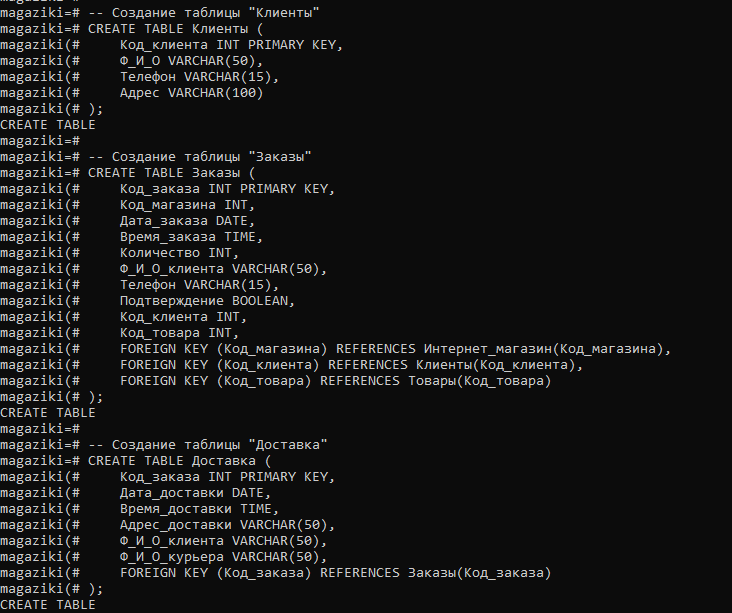 magaziki=# -- Создание таблицы "Клиенты"
magaziki=# CREATE TABLE Клиенты (
magaziki(#     Код_клиента INT PRIMARY KEY,
magaziki(#     Ф_И_О VARCHAR(50),
magaziki(#     Телефон VARCHAR(15),
magaziki(#     Адрес VARCHAR(100)
magaziki(# );
CREATE TABLE
magaziki=#
magaziki=# -- Создание таблицы "Заказы"
magaziki=# CREATE TABLE Заказы (
magaziki(#     Код_заказа INT PRIMARY KEY,
magaziki(#     Код_магазина INT,
magaziki(#     Дата_заказа DATE,
magaziki(#     Время_заказа TIME,
magaziki(#     Количество INT,
magaziki(#     Ф_И_О_клиента VARCHAR(50),
magaziki(#     Телефон VARCHAR(15),
magaziki(#     Подтверждение BOOLEAN,
magaziki(#     Код_клиента INT,
magaziki(#     Код_товара INT,
magaziki(#     FOREIGN KEY (Код_магазина) REFERENCES Интернет_магазин(Код_магазина),
magaziki(#     FOREIGN KEY (Код_клиента) REFERENCES Клиенты(Код_клиента),
magaziki(#     FOREIGN KEY (Код_товара) REFERENCES Товары(Код_товара)
magaziki(# );
CREATE TABLE
magaziki=#
magaziki=# -- Создание таблицы "Доставка"
magaziki=# CREATE TABLE Доставка (
magaziki(#     Код_заказа INT PRIMARY KEY,
magaziki(#     Дата_доставки DATE,
magaziki(#     Время_доставки TIME,
magaziki(#     Адрес_доставки VARCHAR(50),
magaziki(#     Ф_И_О_клиента VARCHAR(50),
magaziki(#     Ф_И_О_курьера VARCHAR(50),
magaziki(#     FOREIGN KEY (Код_заказа) REFERENCES Заказы(Код_заказа)
magaziki(# );
CREATE TABLE